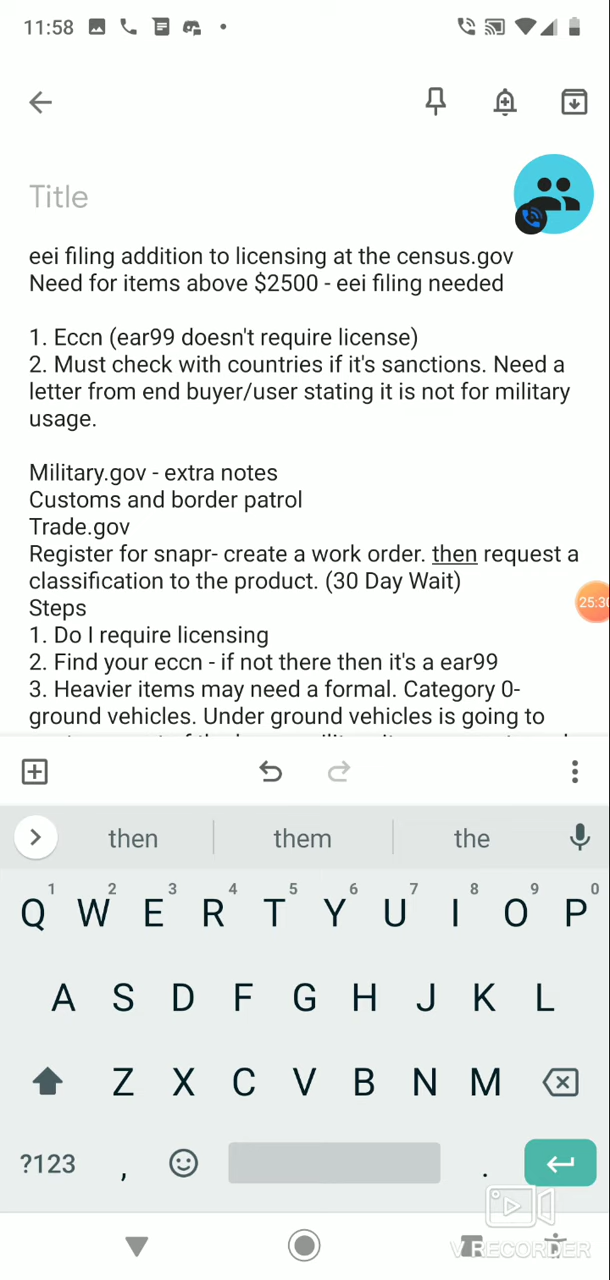 11:58
Title
eei filing addition to licensing at the census.gov
Need for items above $2500 - eei filing needed
1. Eccn (ear99 doesn't require license)
2. Must check with countries if it's sanctions. Need a
letter from end buyer/user stating it is not for military
usage.
Military.gov - extra notes
Customs and border patrol
Trade.gov
Register for snapr- create a work order. then request a
classification to the product. (30 Day Wait)
25:30
Steps
1. Do I require licensing
2. Find your eccn - if not there then it's a ear99
3. Heavier items may need a formal. Category 0-
ground vehicles. Under ground vehicles is going to
then them the
1 2 3 4 5 6 7 8 9 0
Q W E R T Y U I O P
A S D F G H J K L
Z X C V B N M
?123 , .
V RECORDER